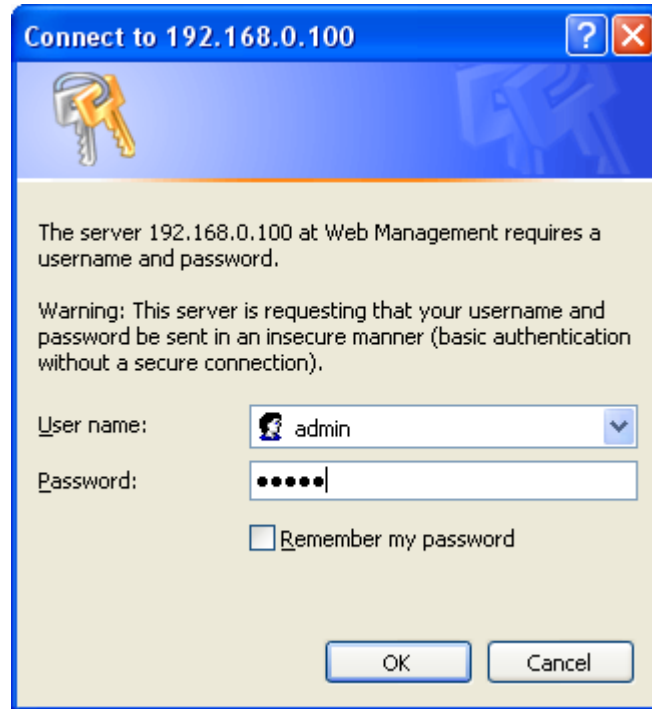 Connect to 192.168.0.100
The server 192.168.0.100 at Web Management requires a
username and password.
Warning: This server is requesting that your username and
password be sent in an insecure manner (basic authentication
without a secure connection).
User name:
admin
Password:
●●●●●
Remember my password
OK
Cancel